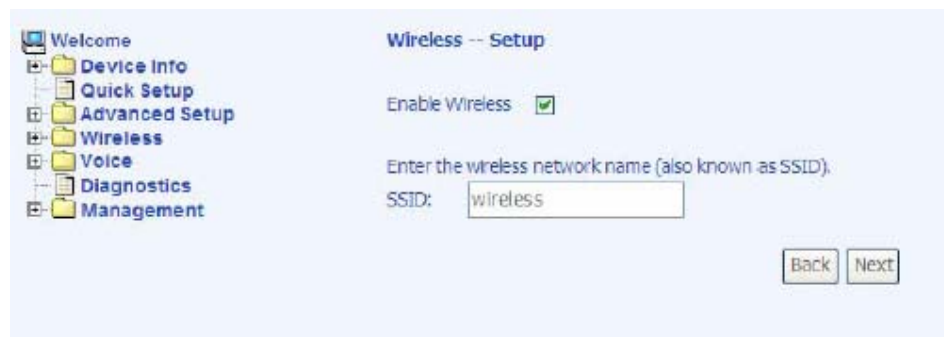 Welcome
Device Info
Quick Setup
Advanced Setup
Wireless
Voice
Diagnostics
Management
Wireless -- Setup
Enable Wireless
Enter the wireless network name (also known as SSID).
SSID: wireless
Back Next